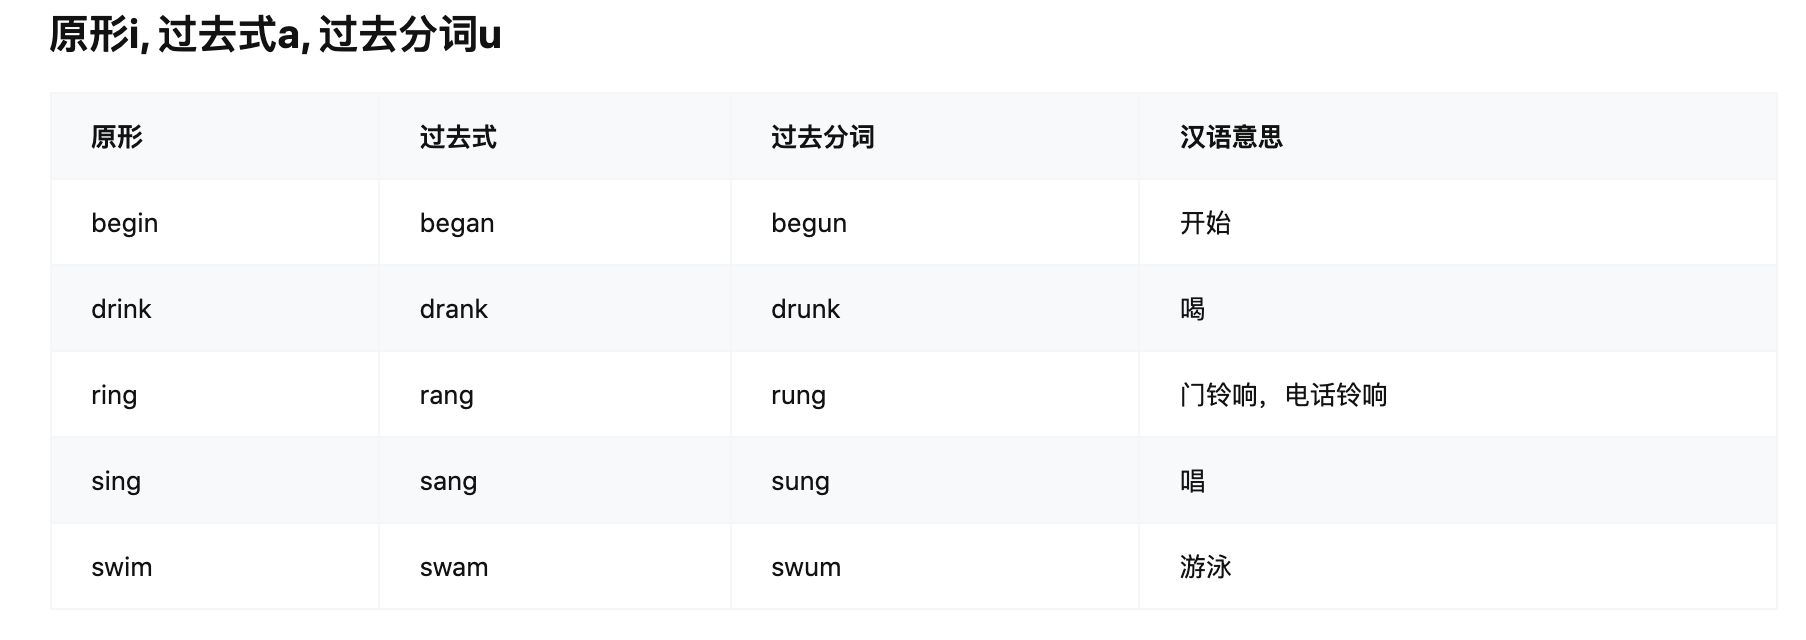 原形i, 过去式a, 过去分词u
原形 过去式 过去分词 汉语意思
begin began begun 开始
drink drank drunk 喝
ring rang rung 门铃响，电话铃响
sing sang sung 唱
swim swam swum 游泳